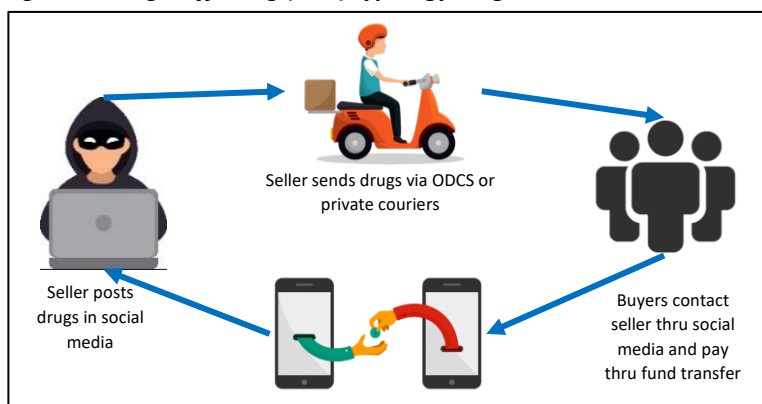 Seller sends drugs via ODCS or
private couriers
Seller posts
drugs in social
media
Buyers contact
seller thru social
media and pay
thru fund transfer